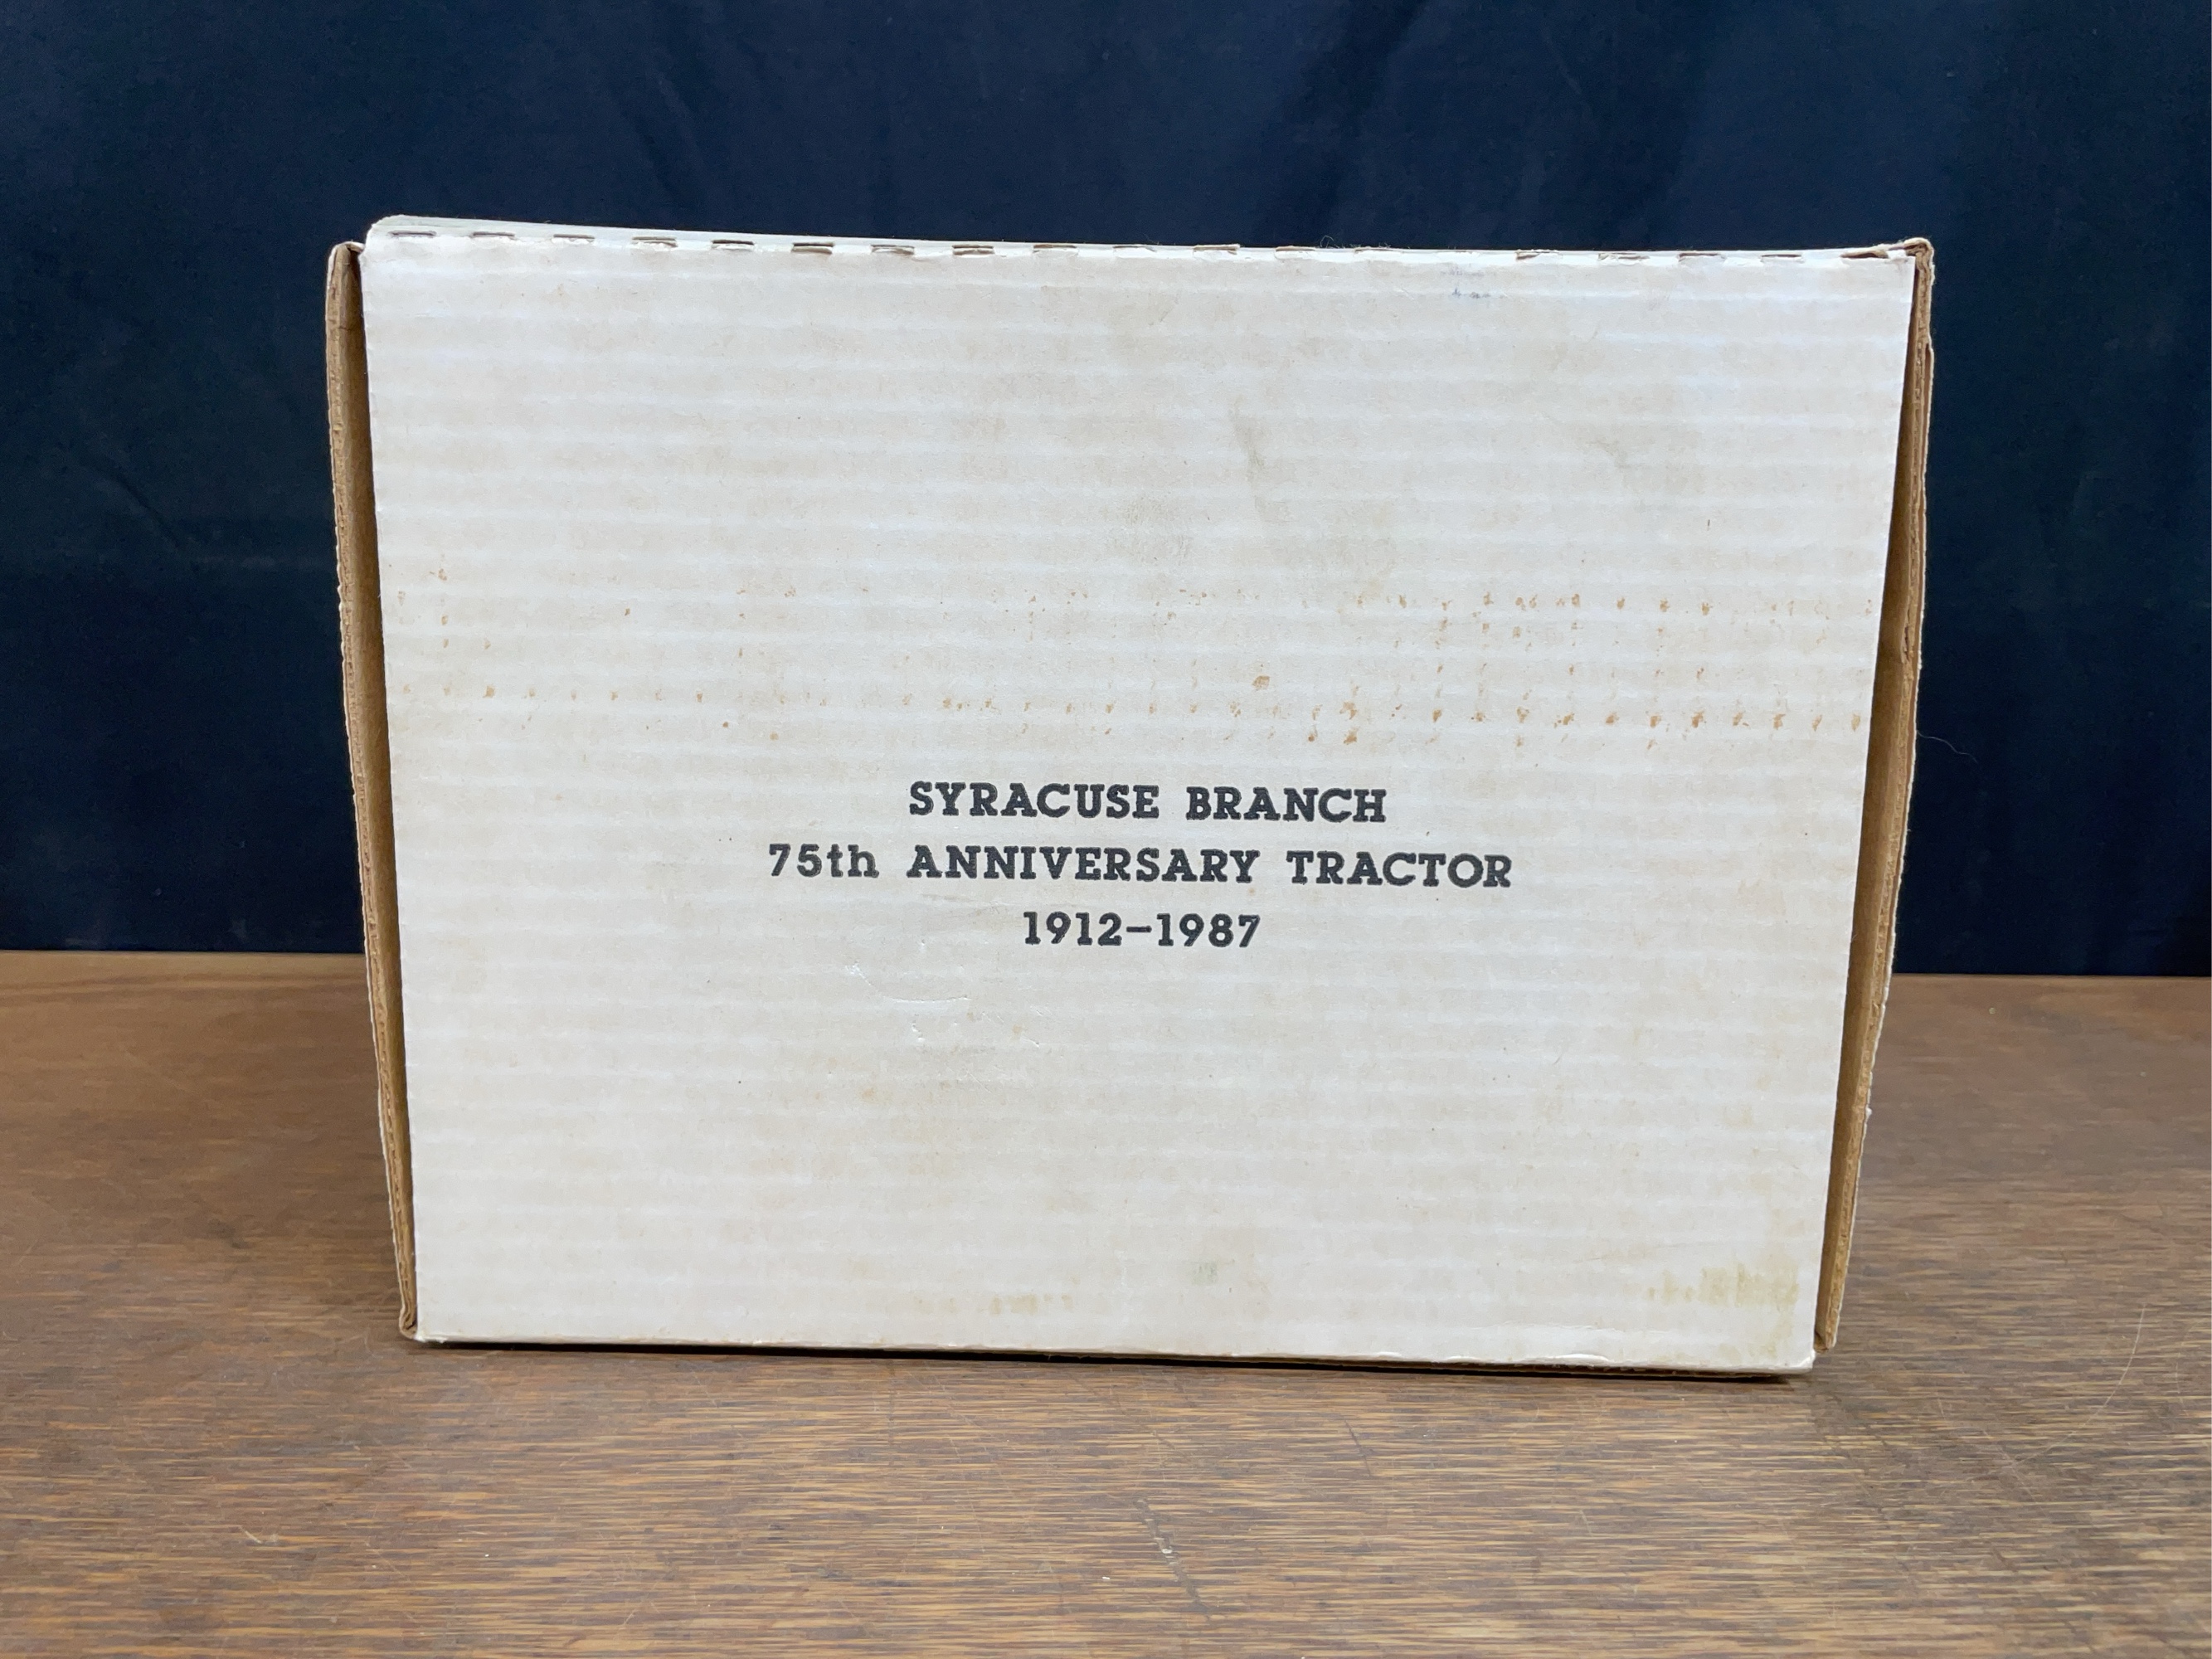 SYRACUSE BRANCH
75th ANNIVERSARY TRACTOR
1912-1987